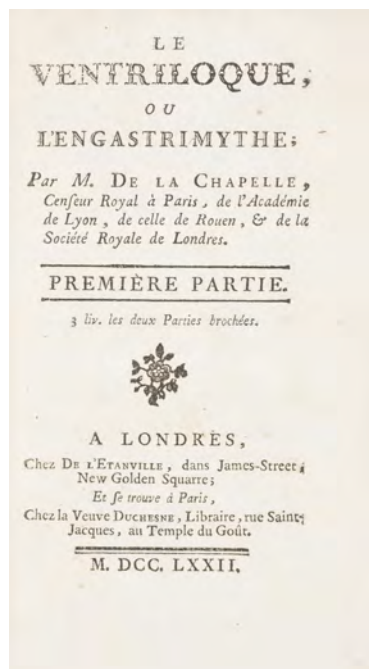 LE
VENTRILOQUE,
OU
L'ENGASTRIMYTHE;
Par M. DE LA CHAPELLE,
Cenſeur Royal à Paris, de l'Académie
de Lyon, de celle de Rouen, & de la
Société Royale de Londres.
PREMIÈRE PARTIE.
3 liv. les deux Parties brochées.
A LONDRES,
Chez DE L'ETANVILLE, dans James-Street;
New Golden Squarre;
Et ſe trouve à Paris,
Chez la Veuve DUCHESNE, Libraire, rue Saint-
Jacques, au Temple du Goût.
M. DCC. LXXII.